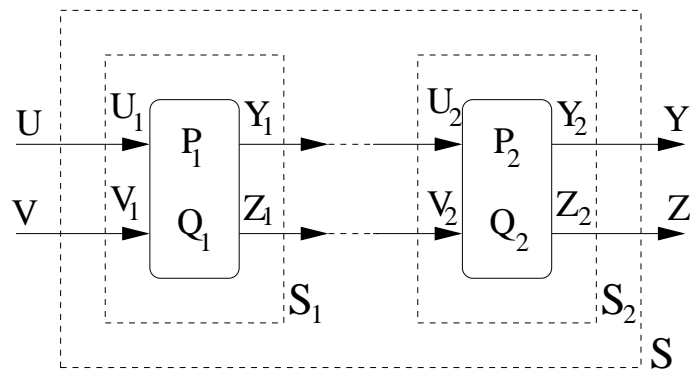 U U₁ P₁ Y₁ U₂ P₂ Y₂ Y
V V₁ Q₁ Z₁ V₂ Q₂ Z₂ Z
S₁ S₂
S